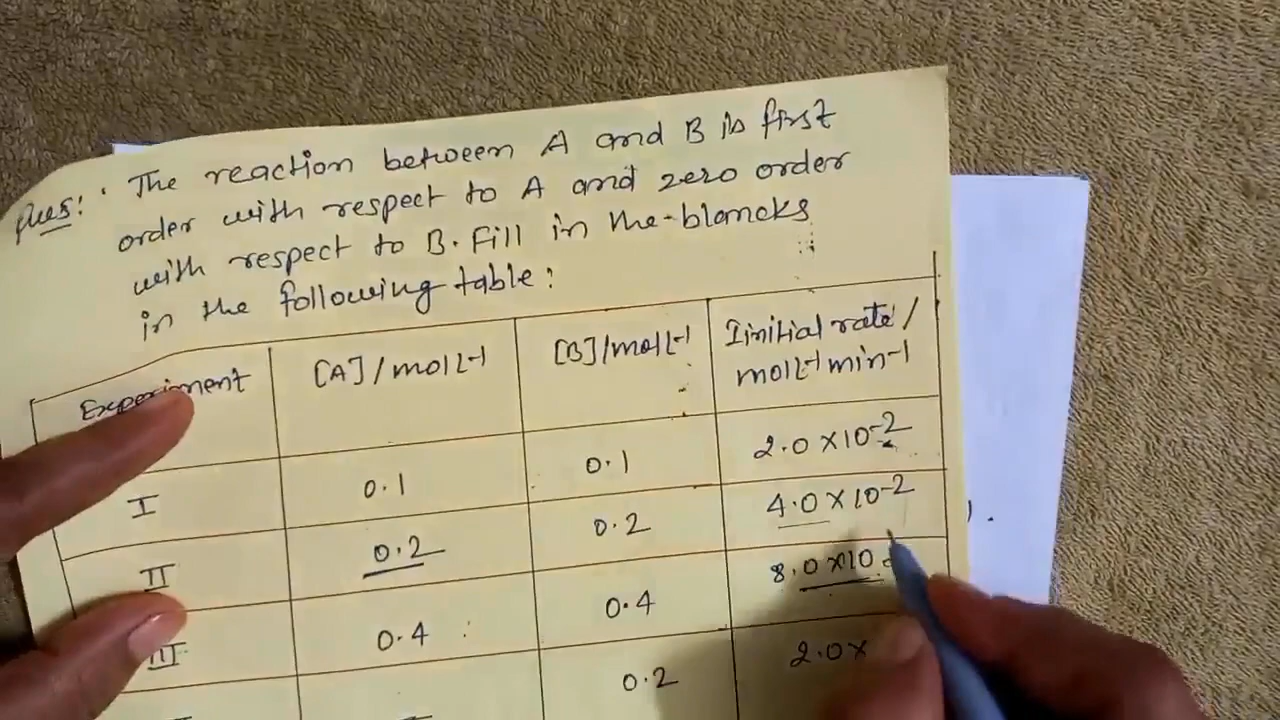 Ques:· The reaction between A and B is first
order with respect to A and zero order
with respect to B. Fill in the blancks
in the following table:
Experiment [A]/mol L-1 [B]/mol L-1 Iinitial rate/
mol L-1 min-1
I 0.1 0.1 2.0 x 10-2
II 0.2 0.2 4.0 x 10-2
III 0.4 0.4 8.0 x 10
0.2 2.0 x